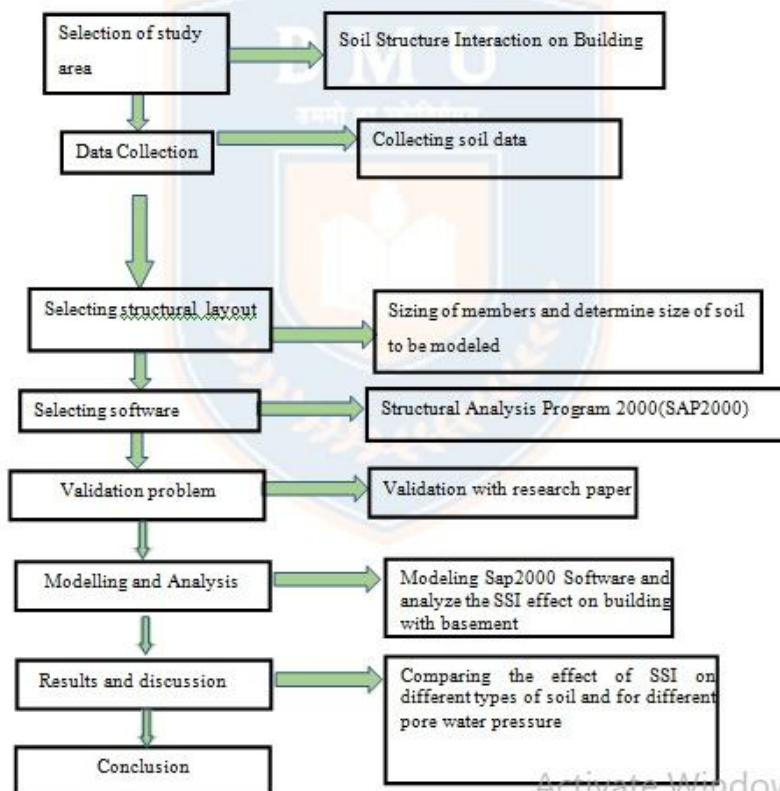 Selection of study
area
Soil Structure Interaction on Building
D M U
Data Collection
Collecting soil data
Selecting structural layout
Sizing of members and determine size of soil
to be modeled
Selecting software
Structural Analysis Program 2000(SAP2000)
Validation problem
Validation with research paper
Modelling and Analysis
Modeling Sap2000 Software and
analyze the SSI effect on building
with basement
Results and discussion
Comparing the effect of SSI on
different types of soil and for different
pore water pressure
Conclusion
Activate Window